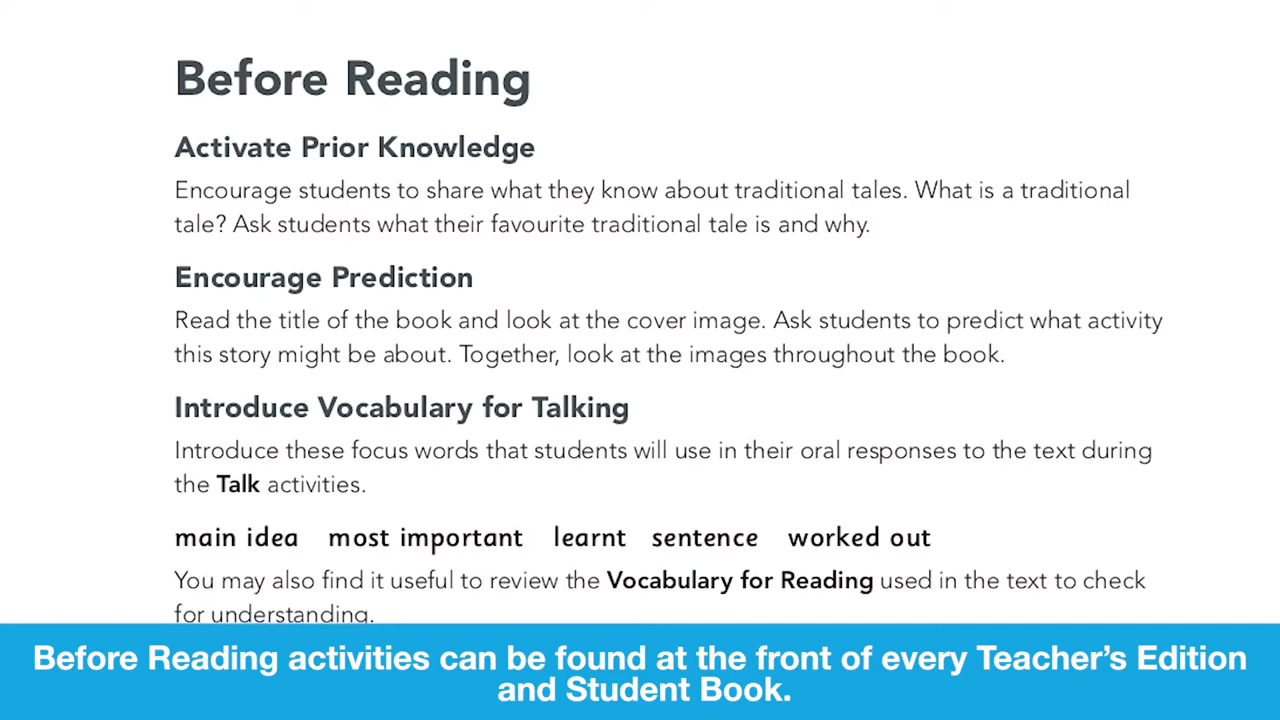 Before Reading
Activate Prior Knowledge
Encourage students to share what they know about traditional tales. What is a traditional
tale? Ask students what their favourite traditional tale is and why.
Encourage Prediction
Read the title of the book and look at the cover image. Ask students to predict what activity
this story might be about. Together, look at the images throughout the book.
Introduce Vocabulary for Talking
Introduce these focus words that students will use in their oral responses to the text during
the Talk activities.
main idea most important learnt sentence worked out
You may also find it useful to review the Vocabulary for Reading used in the text to check
for understanding.
Before Reading activities can be found at the front of every Teacher’s Edition
and Student Book.